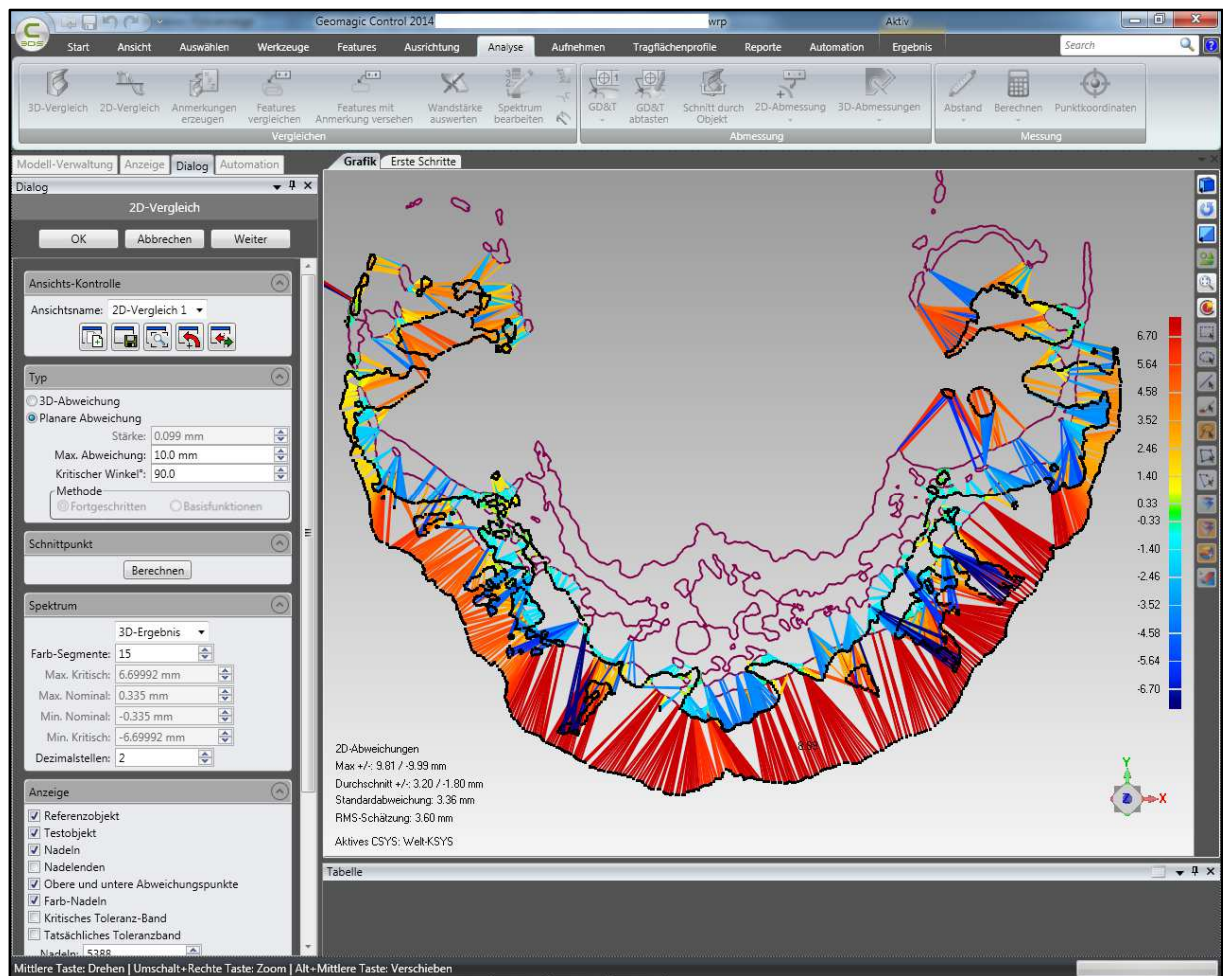 Geomagic Control 2014 wrp Aktiv
3DS
Start Ansicht Auswählen Werkzeuge Features Ausrichtung Analyse Aufnehmen Tragflächenprofile Reporte Automation Ergebnis Search
3D-Vergleich 2D-Vergleich Anmerkungen erzeugen Features vergleichen Features mit Anmerkung versehen Wandstärke auswerten Spektrum bearbeiten GD&T GD&T abtasten Schnitt durch Objekt 2D-Abmessung 3D-Abmessungen Abstand Berechnen Punktkoordinaten
Vergleichen Abmessung Messung
Modell-Verwaltung Anzeige Dialog Automation
Grafik Erste Schritte
Dialog
2D-Vergleich
OK Abbrechen Weiter
Ansichts-Kontrolle
Ansichtsname: 2D-Vergleich 1
Typ
3D-Abweichung
Planare Abweichung
Stärke: 0.099 mm
Max. Abweichung: 10.0 mm
Kritischer Winkel°: 90.0
Methode
Fortgeschritten Basisfunktionen
Schnittpunkt
Berechnen
Spektrum
3D-Ergebnis
Farb-Segmente: 15
Max. Kritisch: 6.69992 mm
Max. Nominal: 0.335 mm
Min. Nominal: -0.335 mm
Min. Kritisch: -6.69992 mm
Dezimalstellen: 2
Anzeige
Referenzobjekt
Testobjekt
Nadeln
Nadelenden
Obere und untere Abweichungspunkte
Farb-Nadeln
Kritisches Toleranz-Band
Tatsächliches Toleranzband
Nadeln: 5388
6.70
5.64
4.58
3.52
2.46
1.40
0.33
-0.33
-1.40
-2.46
-3.52
-4.58
-5.64
-6.70
2D-Abweichungen
Max +/-: 9.81 / -9.99 mm
Durchschnitt +/-: 3.20 / -1.80 mm
Standardabweichung: 3.36 mm
RMS-Schätzung: 3.60 mm
Aktives CSYS: Welt-KSYS
Y
Z
X
Tabelle
Mittlere Taste: Drehen | Umschalt+Rechte Taste: Zoom | Alt+Mittlere Taste: Verschieben